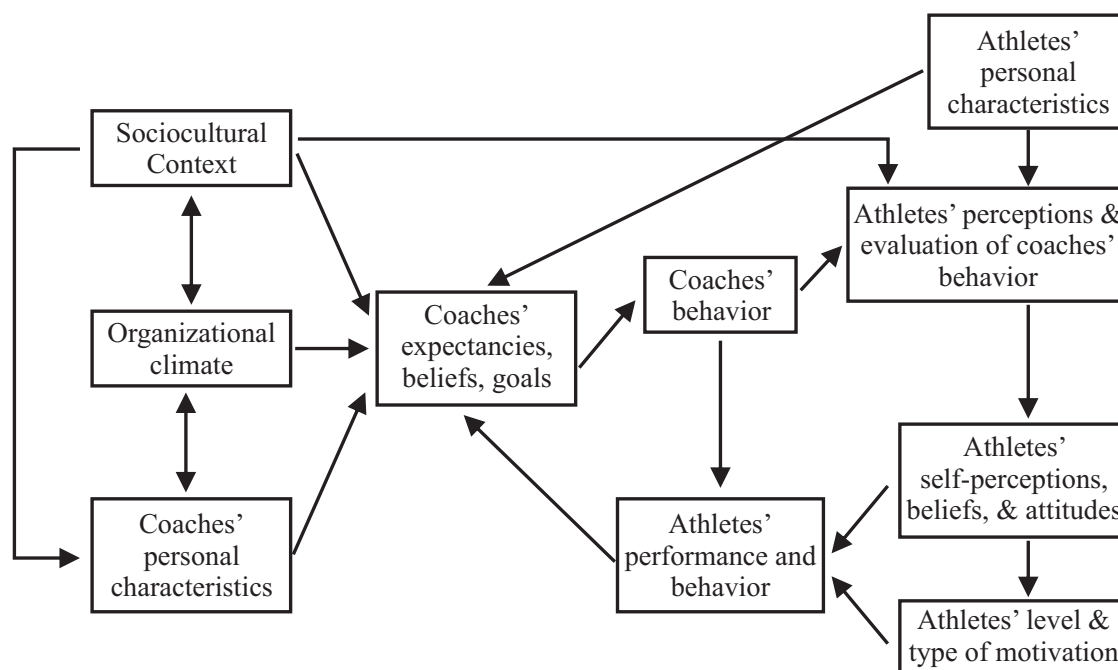 Athletes’
personal
characteristics
Sociocultural
Context
Athletes’ perceptions &
evaluation of coaches’
behavior
Coaches’
behavior
Organizational
climate
Coaches’
expectancies,
beliefs, goals
Athletes’
self-perceptions,
beliefs, & attitudes
Coaches’
personal
characteristics
Athletes’
performance and
behavior
Athletes’ level &
type of motivation